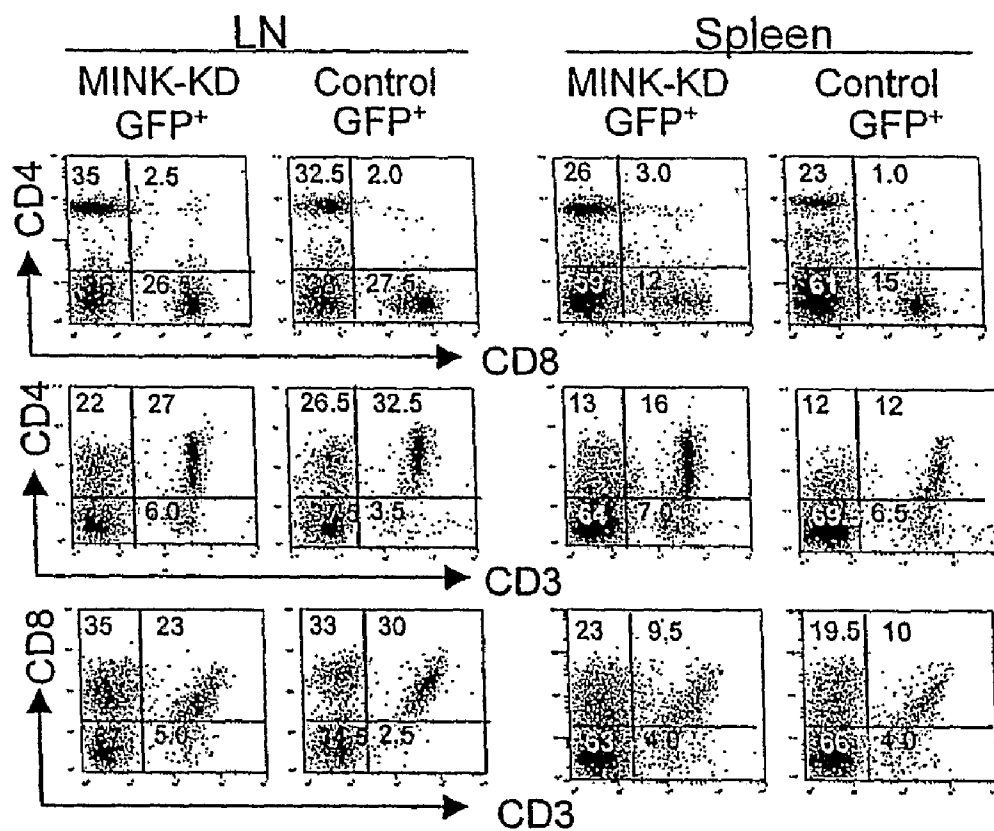 LN Spleen
MINK-KD Control MINK-KD Control
GFP+ GFP+ GFP+ GFP+
CD4
35 2.5 32.5 2.0 26 3.0 23 1.0
26.5 27.5 12 61 15
CD8
CD4
22 27 26.5 32.5 13 16 12 12
6.0 3.5 64 7.0 69 6.5
CD3
CD8
35 23 33 30 23 9.5 19.5 10
5.0 2.5 63 4.0 66 4.0
CD3